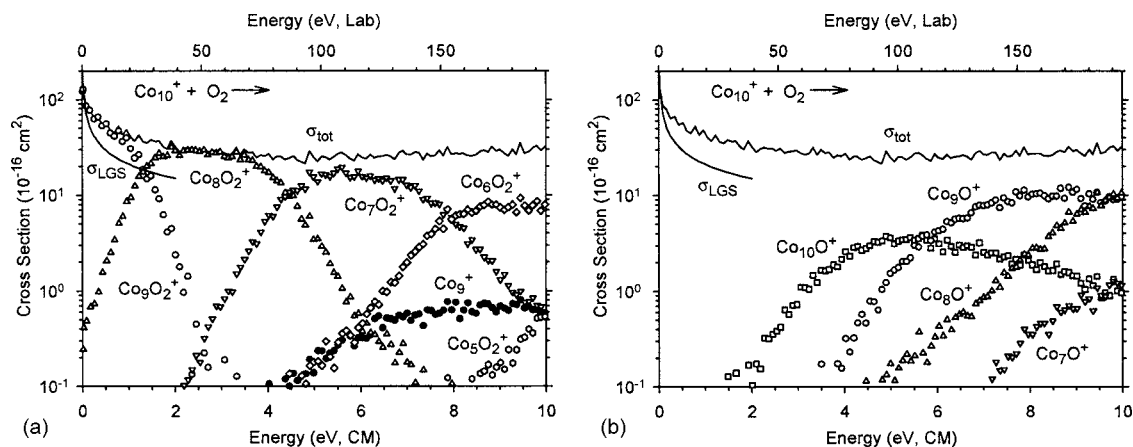 Energy (eV, Lab)
0 50 100 150
Co₁₀⁺ + O₂ →
σtot
σLGS
Co₈O₂⁺
Co₆O₂⁺
Co₇O₂⁺
Co₉O₂⁺
Co₉⁺
Co₅O₂⁺
Cross Section (10⁻¹⁶ cm²)
10²
10¹
10⁰
10⁻¹
0 2 4 6 8 10
(a)
Energy (eV, CM)
Energy (eV, Lab)
0 50 100 150
Co₁₀⁺ + O₂ →
σtot
σLGS
Co₉O⁺
Co₁₀O⁺
Co₈O⁺
Co₇O⁺
Cross Section (10⁻¹⁶ cm²)
10²
10¹
10⁰
10⁻¹
0 2 4 6 8 10
(b)
Energy (eV, CM)